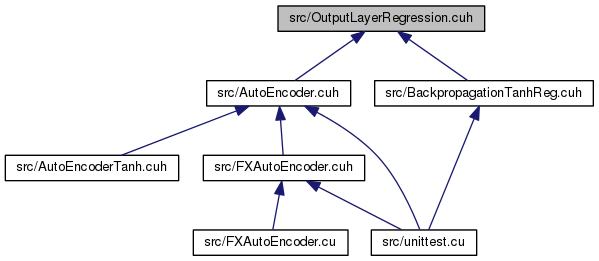 src/OutputLayerRegression.cuh
src/AutoEncoder.cuh
src/BackpropagationTanhReg.cuh
src/AutoEncoderTanh.cuh
src/FXAutoEncoder.cuh
src/FXAutoEncoder.cu
src/unittest.cu